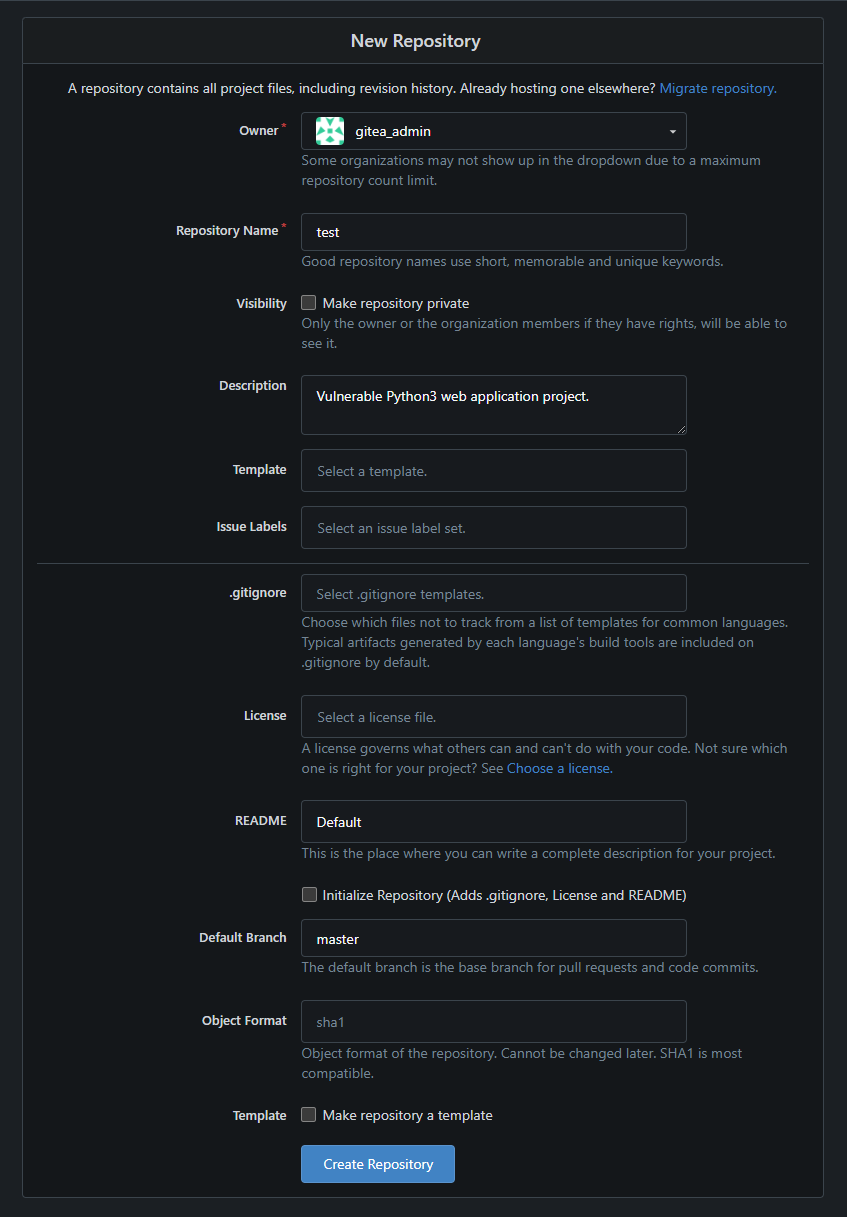 New Repository
A repository contains all project files, including revision history. Already hosting one elsewhere? Migrate repository.
Owner*
gitea_admin
Some organizations may not show up in the dropdown due to a maximum
repository count limit.
Repository Name*
test
Good repository names use short, memorable and unique keywords.
Visibility
Make repository private
Only the owner or the organization members if they have rights, will be able to
see it.
Description
Vulnerable Python3 web application project.
Template
Select a template.
Issue Labels
Select an issue label set.
.gitignore
Select .gitignore templates.
Choose which files not to track from a list of templates for common languages.
Typical artifacts generated by each language's build tools are included on
.gitignore by default.
License
Select a license file.
A license governs what others can and can't do with your code. Not sure which
one is right for your project? See Choose a license.
README
Default
This is the place where you can write a complete description for your project.
Initialize Repository (Adds .gitignore, License and README)
Default Branch
master
The default branch is the base branch for pull requests and code commits.
Object Format
sha1
Object format of the repository. Cannot be changed later. SHA1 is most
compatible.
Template
Make repository a template
Create Repository